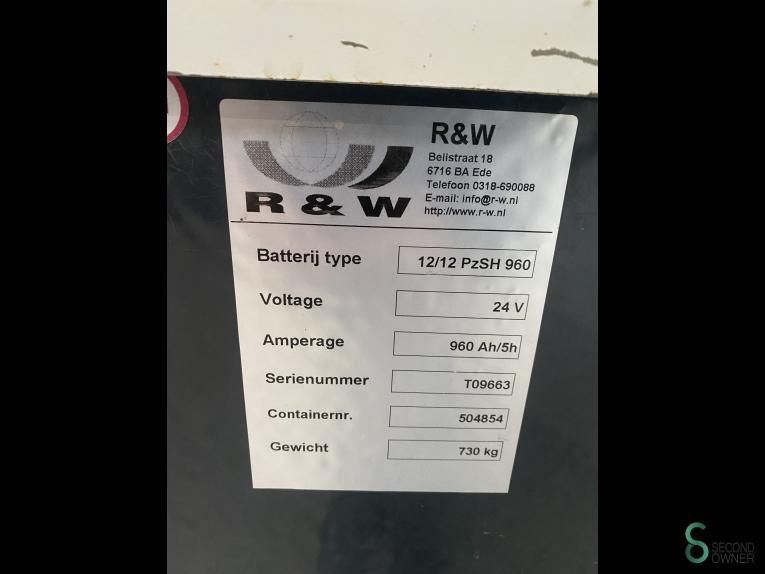 R&W
Belistraat 18
6716 BA Ede
Telefoon 0318-690088
E-mail: info@r-w.nl
http://www.r-w.nl
R & W
Batterij type 12/12 PzSH 960
Voltage 24 V
Amperage 960 Ah/5h
Serienummer T09663
Containernr. 504854
Gewicht 730 kg
SECOND
OWNER